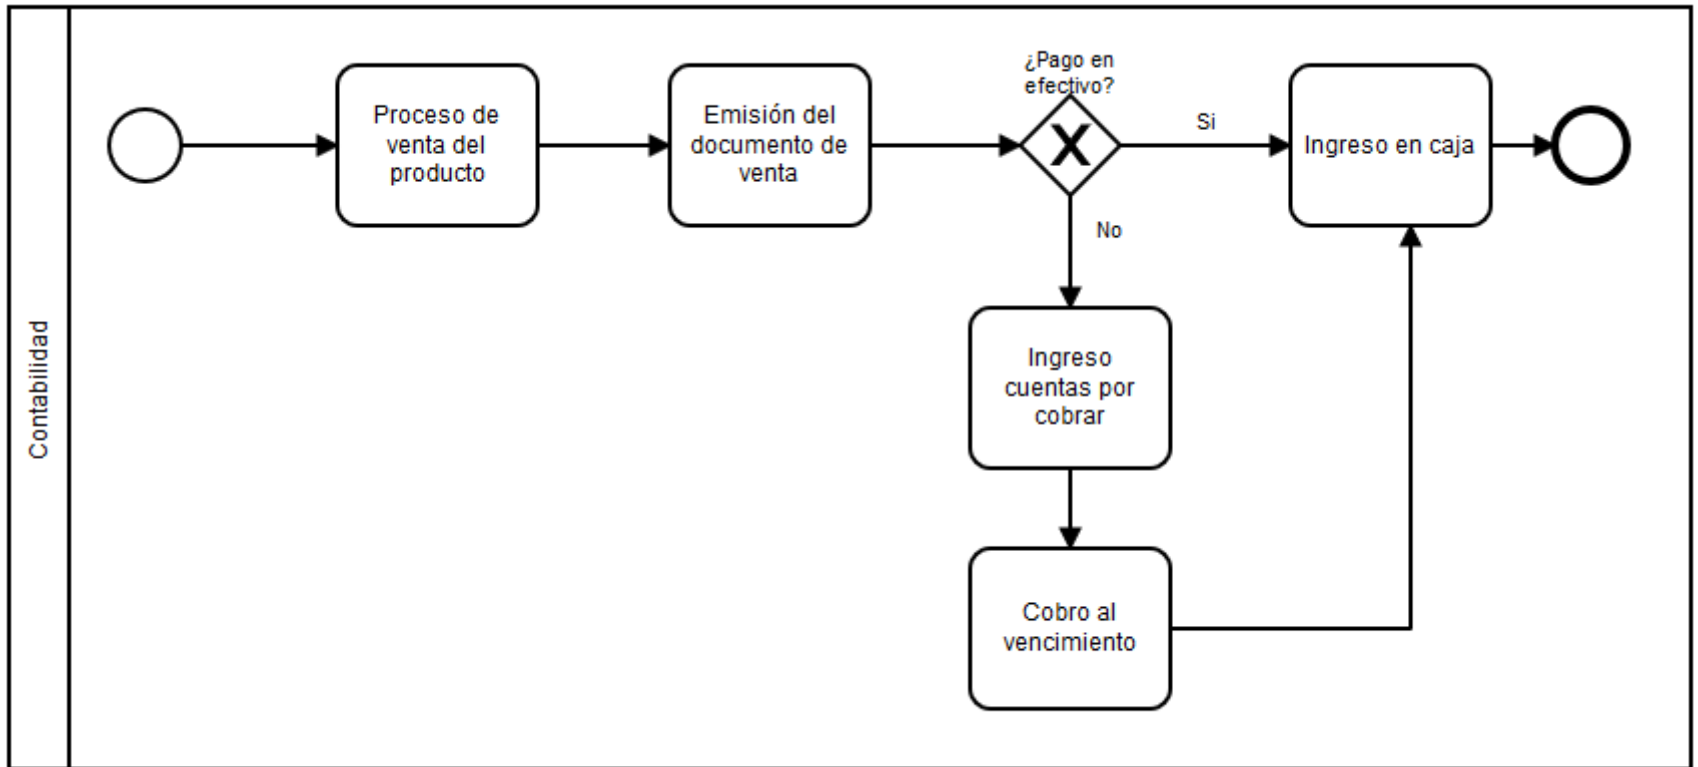 Contabilidad
Proceso de
venta del
producto
Emisión del
documento de
venta
¿Pago en
efectivo?
Si
Ingreso en caja
No
Ingreso
cuentas por
cobrar
Cobro al
vencimiento